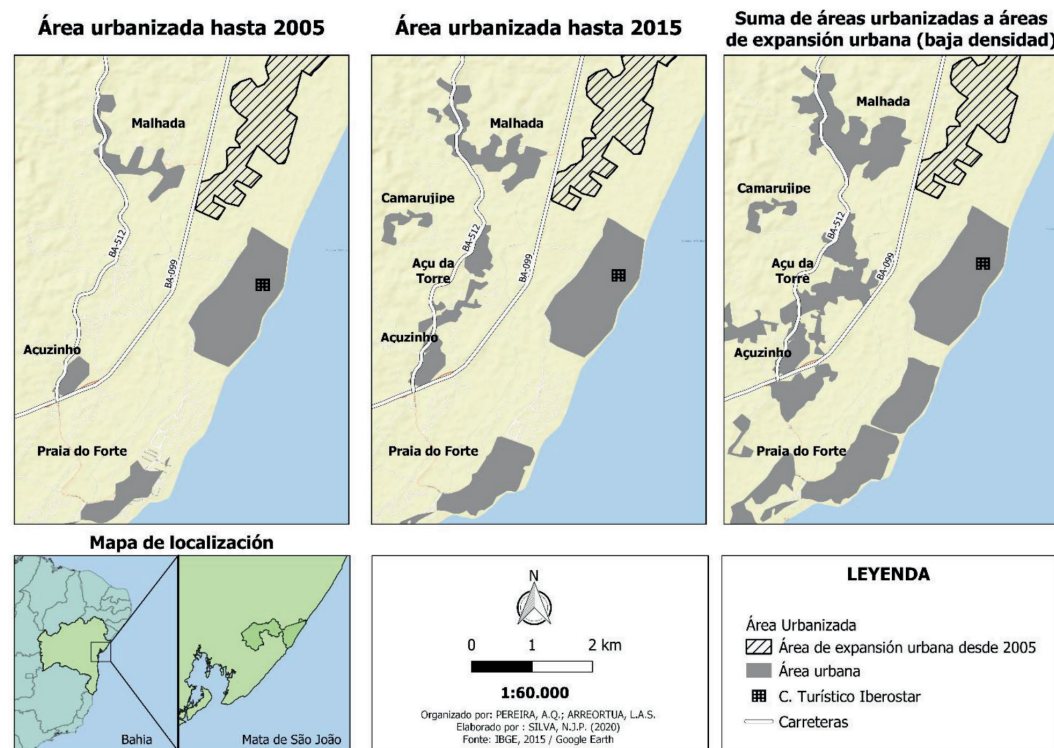 Área urbanizada hasta 2005
Malhada
BA-512
BA-099
Açuzinho
Praia do Forte
Área urbanizada hasta 2015
Malhada
Camarujipe
BA-512
Açu da
Torre
BA-099
Açuzinho
Praia do Forte
Suma de áreas urbanizadas a áreas
de expansión urbana (baja densidad)
Malhada
Camarujipe
BA-512
Açu da
Torre
BA-099
Açuzinho
Praia do Forte
Mapa de localización
Bahia
Mata de São João
N
0 1 2 km
1:60.000
Organizado por: PEREIRA, A.Q.; ARREORTUA, L.A.S.
Elaborado por : SILVA, N.J.P. (2020)
Fonte: IBGE, 2015 / Google Earth
LEYENDA
Área Urbanizada
Área de expansión urbana desde 2005
Área urbana
C. Turístico Iberostar
Carreteras